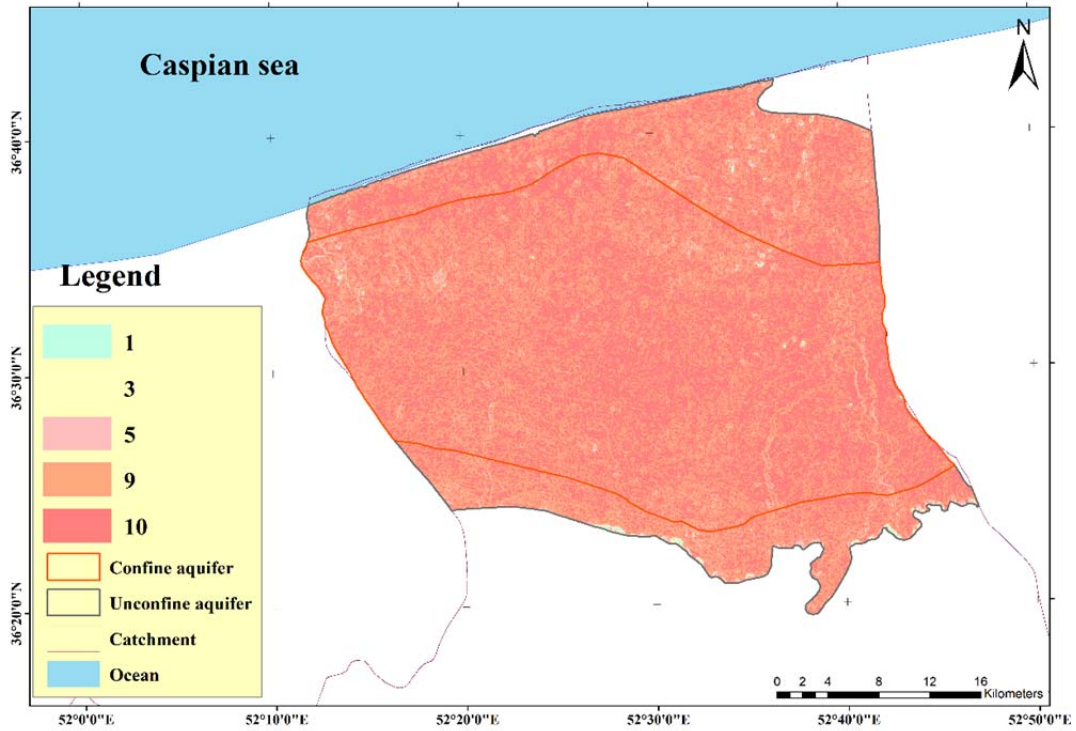 Caspian sea
N
36°40'0"N
36°30'0"N
36°20'0"N
Legend
1
3
5
9
10
Confine aquifer
Unconfine aquifer
Catchment
Ocean
0 2 4 8 12 16
Kilometers
52°0'0"E 52°10'0"E 52°20'0"E 52°30'0"E 52°40'0"E 52°50'0"E